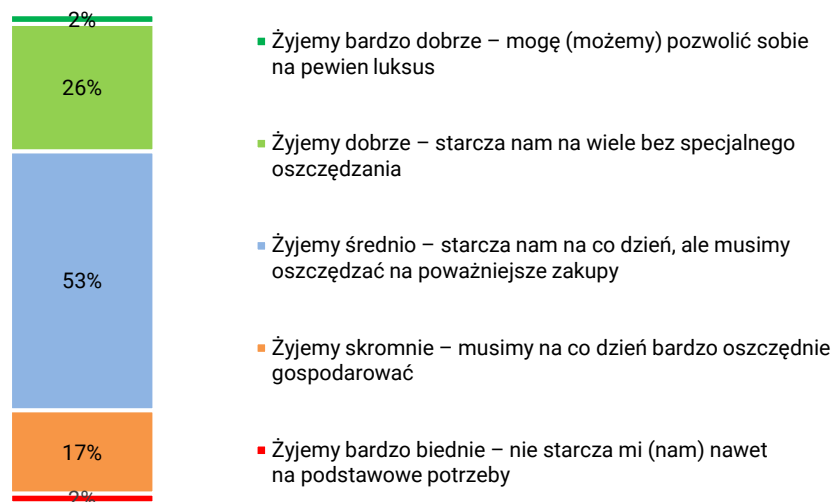 2%
Żyjemy bardzo dobrze – mogę (możemy) pozwolić sobie
na pewien luksus
26%
Żyjemy dobrze – starcza nam na wiele bez specjalnego
oszczędzania
53%
Żyjemy średnio – starcza nam na co dzień, ale musimy
oszczędzać na poważniejsze zakupy
Żyjemy skromnie – musimy na co dzień bardzo oszczędnie
gospodarować
17%
Żyjemy bardzo biednie – nie starcza mi (nam) nawet
na podstawowe potrzeby
2%